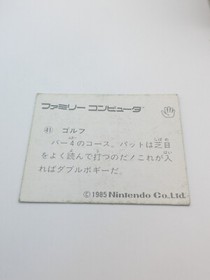 ファミリー コンピュータ
41 ゴルフ
パー4のコース、パットは芝目
をよく読んで打つのだ!これが入
ればダブルボギーだ。
©1985 Nintendo Co.,Ltd.